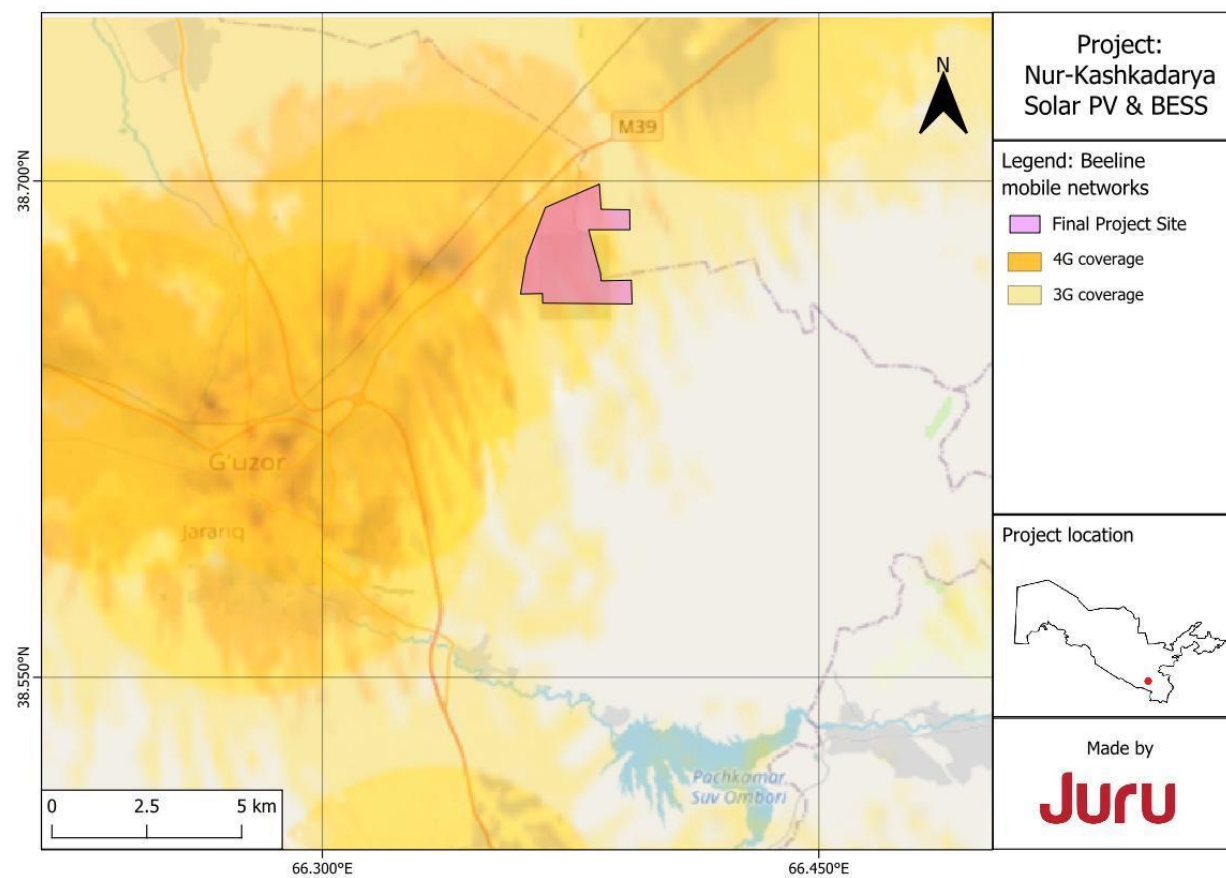 Project:
Nur-Kashkadarya
Solar PV & BESS
Legend: Beeline
mobile networks
Final Project Site
4G coverage
3G coverage
Project location
Made by
Juru
N
M39
G'uzor
Jarariq
Pachkamar
Suv Ombori
38.700°N
38.550°N
66.300°E
66.450°E
0 2.5 5 km